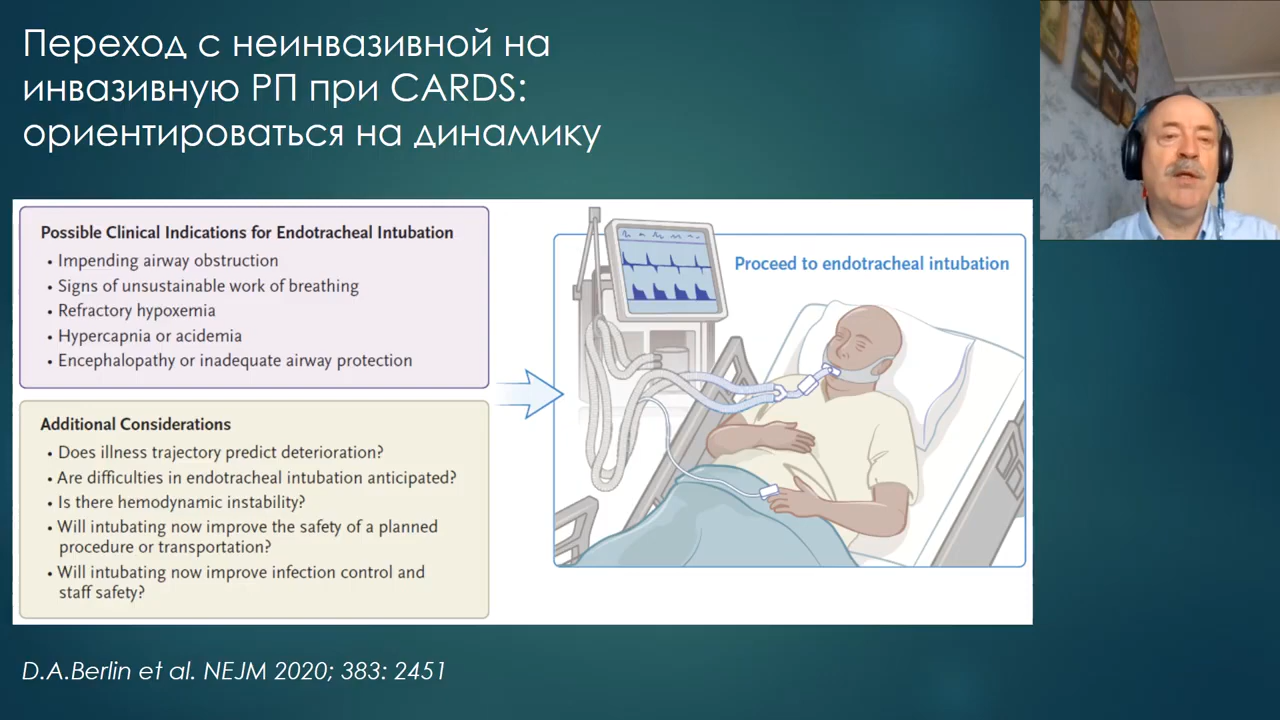 Переход с неинвазивной на
инвазивную РП при CARDS:
ориентироваться на динамику
Possible Clinical Indications for Endotracheal Intubation
• Impending airway obstruction
• Signs of unsustainable work of breathing
• Refractory hypoxemia
• Hypercapnia or acidemia
• Encephalopathy or inadequate airway protection
Additional Considerations
• Does illness trajectory predict deterioration?
• Are difficulties in endotracheal intubation anticipated?
• Is there hemodynamic instability?
• Will intubating now improve the safety of a planned
procedure or transportation?
• Will intubating now improve infection control and
staff safety?
Proceed to endotracheal intubation
D.A.Berlin et al. NEJM 2020; 383: 2451